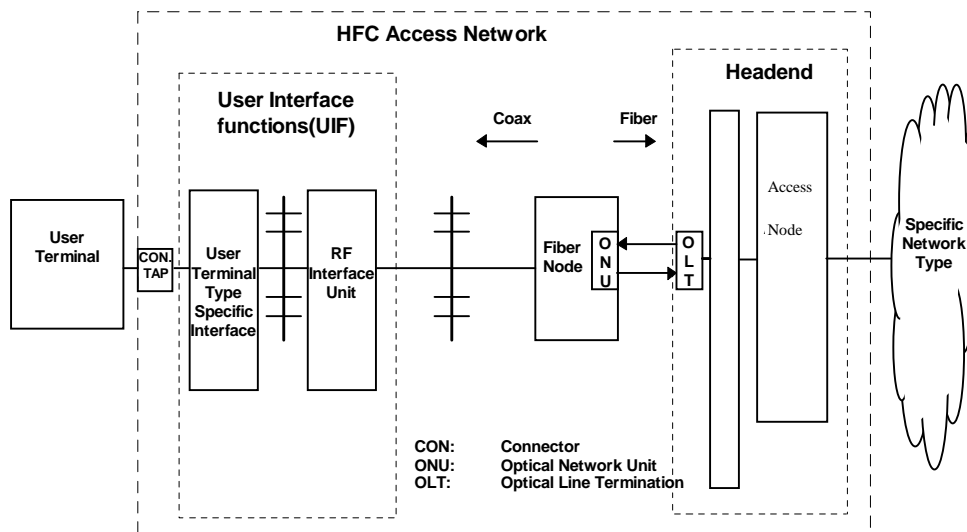 HFC Access Network
Headend
User Interface
functions(UIF)
Coax
Fiber
User
Terminal
CON.
TAP
User
Terminal
Type
Specific
Interface
RF
Interface
Unit
Fiber
Node
O
N
U
O
L
T
Access
Node
Specific
Network
Type
CON: Connector
ONU: Optical Network Unit
OLT: Optical Line Termination